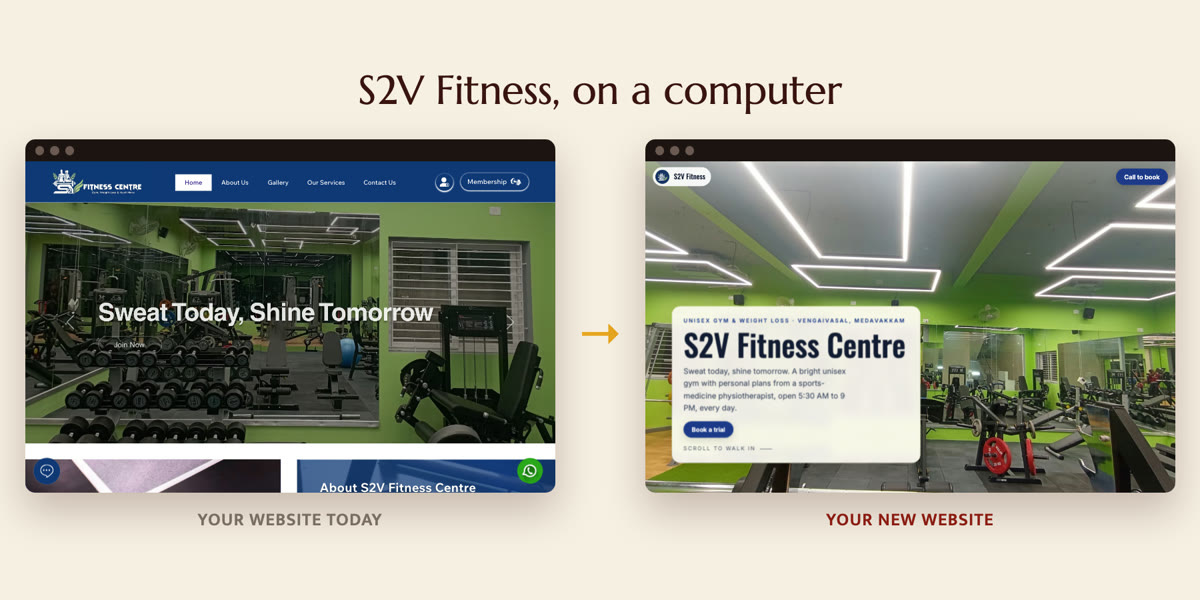 S2V Fitness, on a computer
FITNESS CENTRE
Home
About Us
Gallery
Our Services
Contact Us
Membership
Sweat Today, Shine Tomorrow
Join Now
About S2V Fitness Centre
YOUR WEBSITE TODAY
S2V Fitness
Call to book
UNISEX GYM & WEIGHT LOSS · VENGAIVASAL, MEDAVAKKAM
S2V Fitness Centre
Sweat today, shine tomorrow. A bright unisex
gym with personal plans from a sports-
medicine physiotherapist, open 5:30 AM to 9
PM, every day.
Book a trial
SCROLL TO WALK IN
YOUR NEW WEBSITE